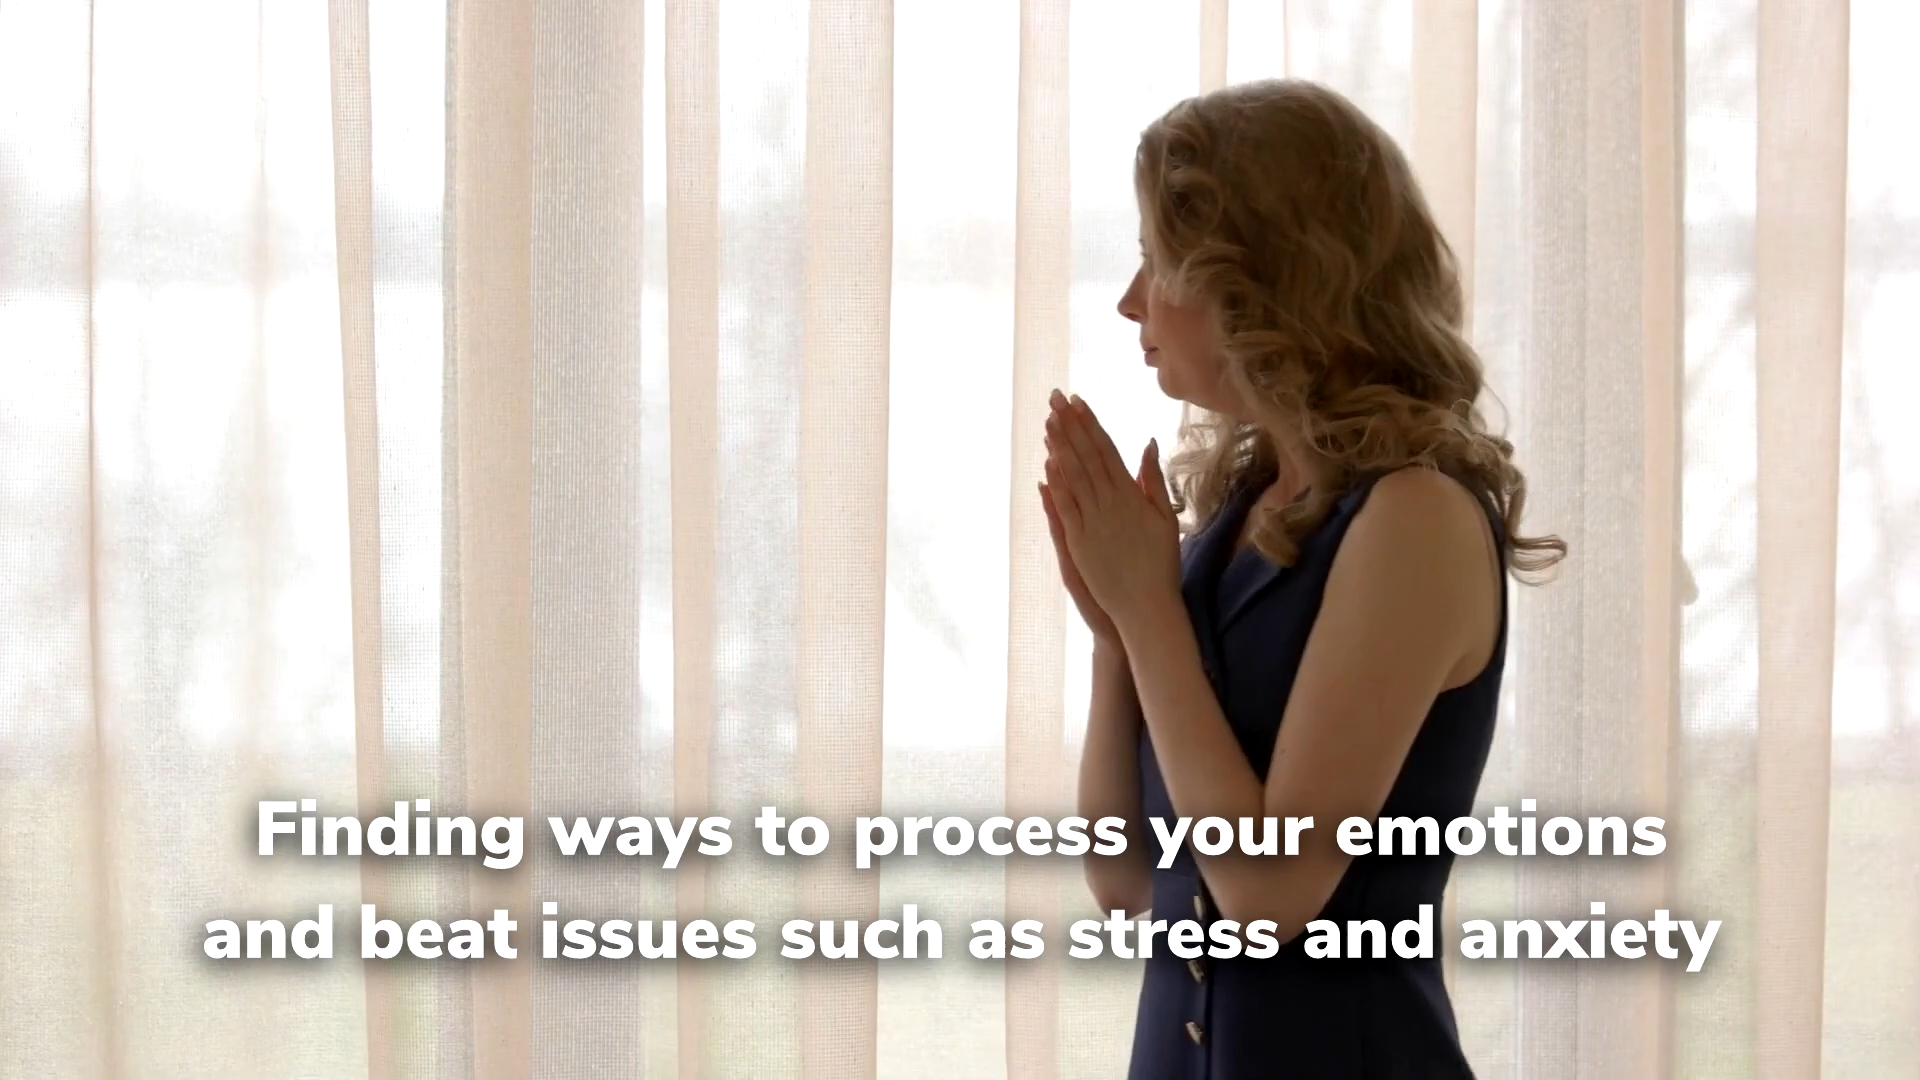 Finding ways to process your emotions
and beat issues such as stress and anxiety